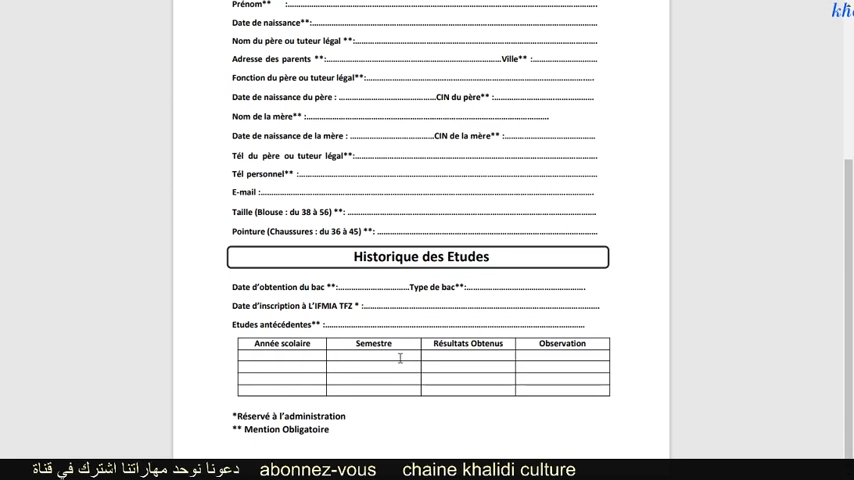 Prénom** :
Date de naissance**:
Nom du père ou tuteur légal **:
Adresse des parents **: Ville** :
Fonction du père ou tuteur légal**:
Date de naissance du père : CIN du père** :
Nom de la mère** :
Date de naissance de la mère : CIN de la mère** :
Tél du père ou tuteur légal**:
Tél personnel** :
E-mail :
Taille (Blouse : du 38 à 56) **:
Pointure (Chaussures : du 36 à 45) **:
Historique des Etudes
Date d’obtention du bac **: Type de bac**:
Date d’inscription à L’IFMIA TFZ * :
Etudes antécédentes** :
Année scolaire Semestre Résultats Obtenus Observation
*Réservé à l’administration
** Mention Obligatoire
دعونا نوحد مهاراتنا اشترك في قناة abonnez-vous chaine khalidi culture